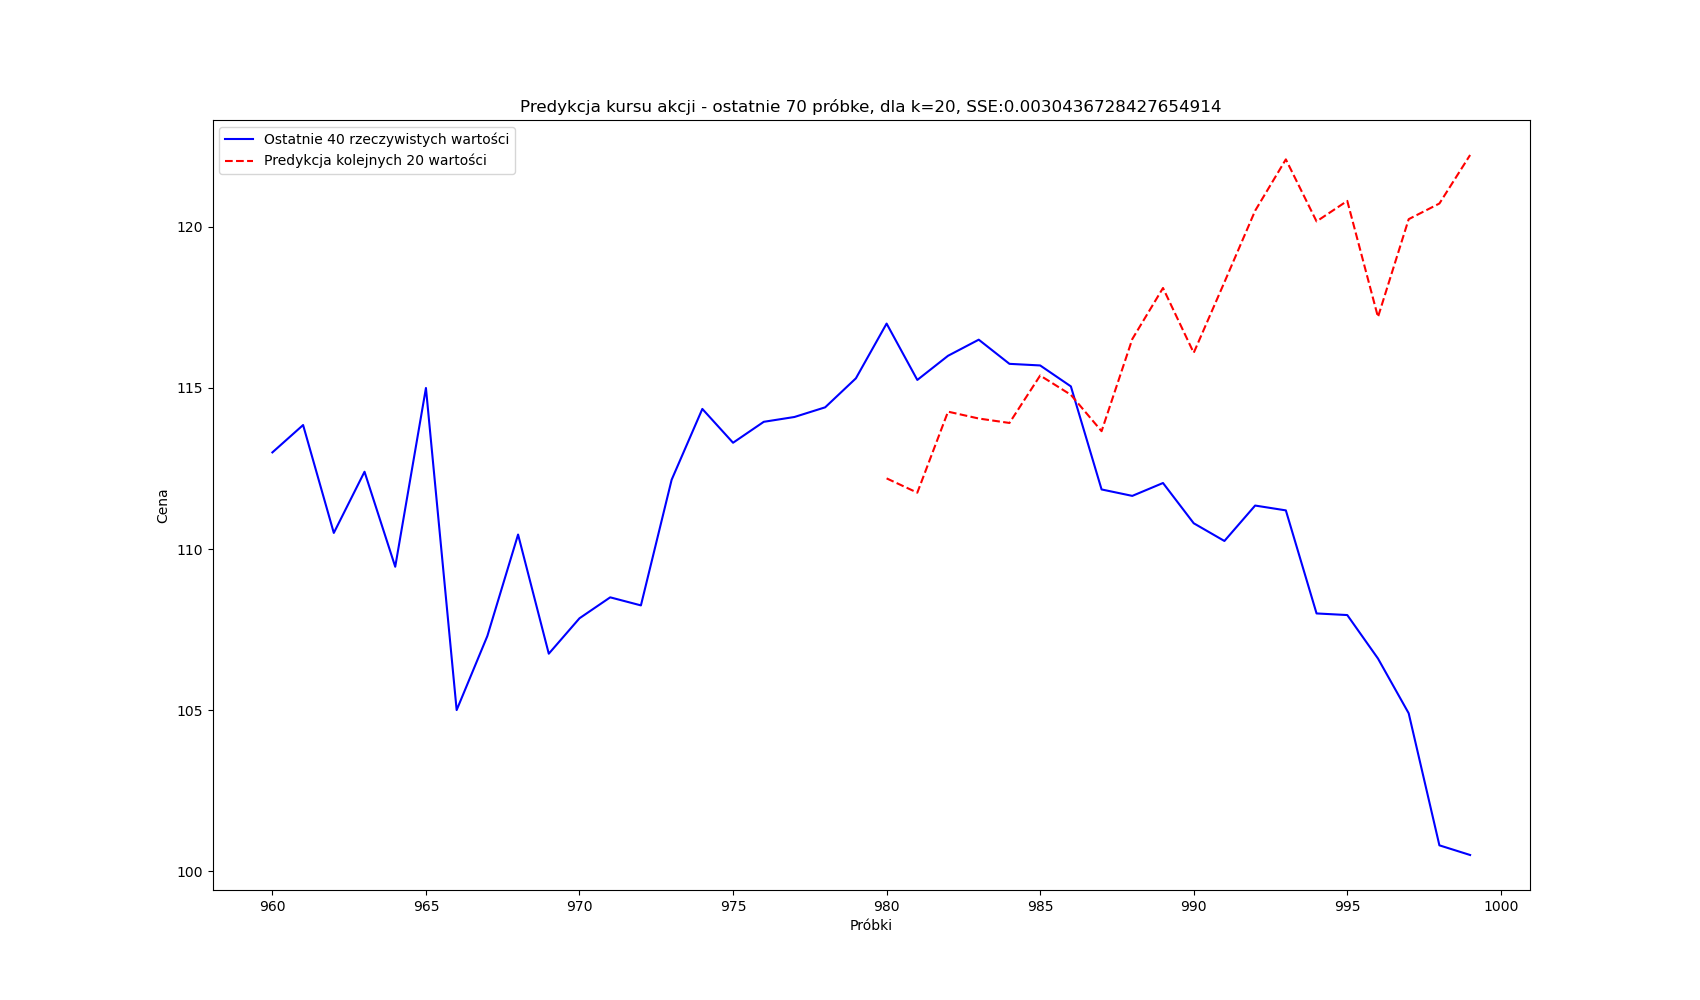 Predykcja kursu akcji - ostatnie 70 próbke, dla k=20, SSE:0.0030436728427654914
Ostatnie 40 rzeczywistych wartości
Predykcja kolejnych 20 wartości
120
115
110
105
100
Cena
960 965 970 975 980 985 990 995 1000
Próbki